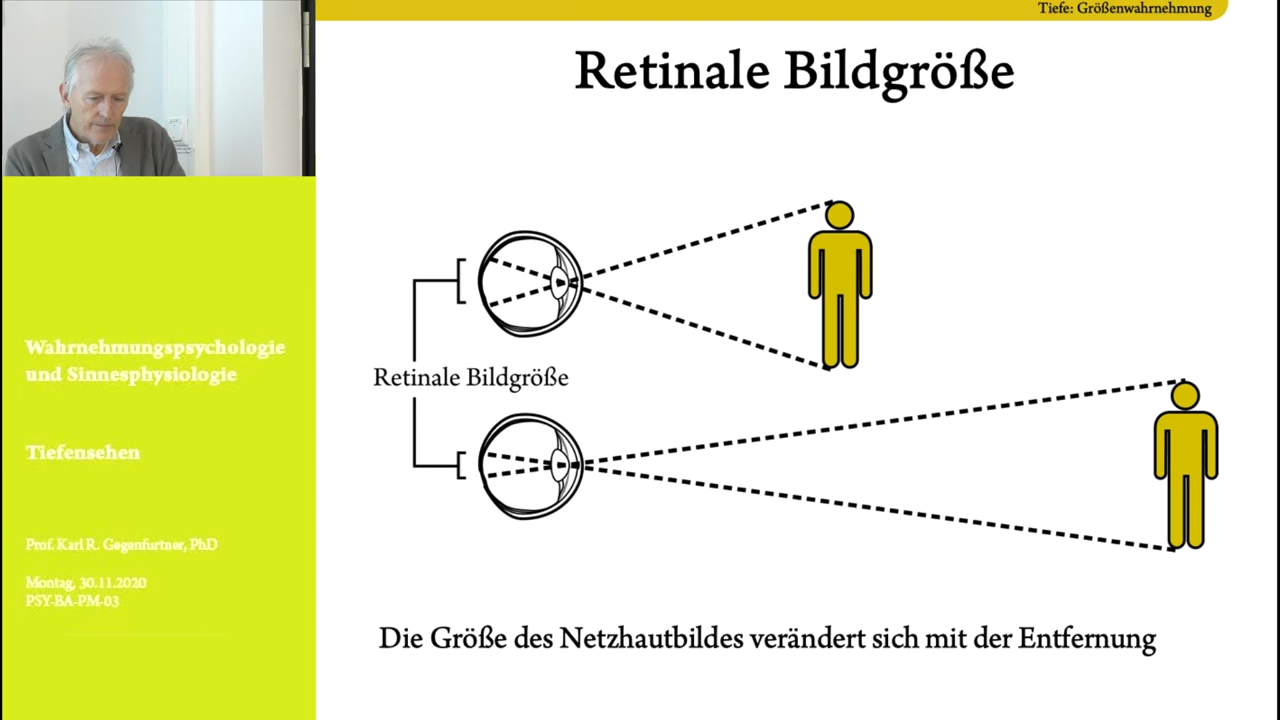 Tiefe: Größenwahrnehmung
Retinale Bildgröße
Retinale Bildgröße
Wahrnehmungspsychologie
und Sinnesphysiologie
Tiefensehen
Prof. Karl R. Gegenfurtner, PhD
Montag, 30.11.2020
PSY-BA-PM-03
Die Größe des Netzhautbildes verändert sich mit der Entfernung